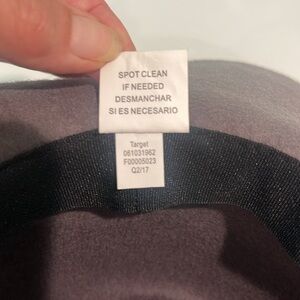 SPOT CLEAN
IF NEEDED
DESMANCHAR
SI ES NECESARIO
Target
061031962
F00005023
Q2/17